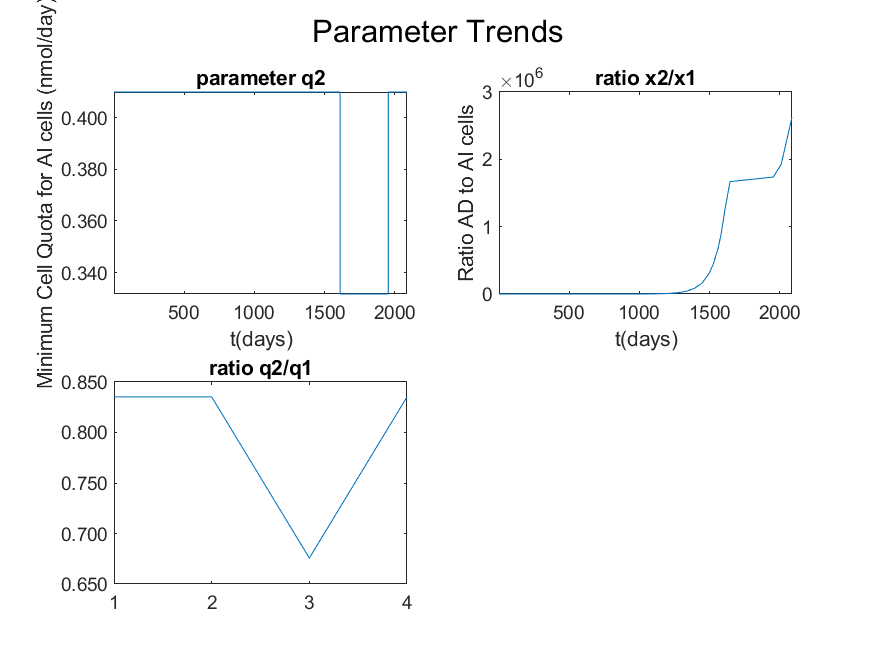 Parameter Trends
parameter q2
Minimum Cell Quota for AI cells (nmol/day)
0.400
0.380
0.360
0.340
500 1000 1500 2000
t(days)
ratio x2/x1
×10^6
Ratio AD to AI cells
3
2
1
0
500 1000 1500 2000
t(days)
ratio q2/q1
0.850
0.800
0.750
0.700
0.650
1 2 3 4